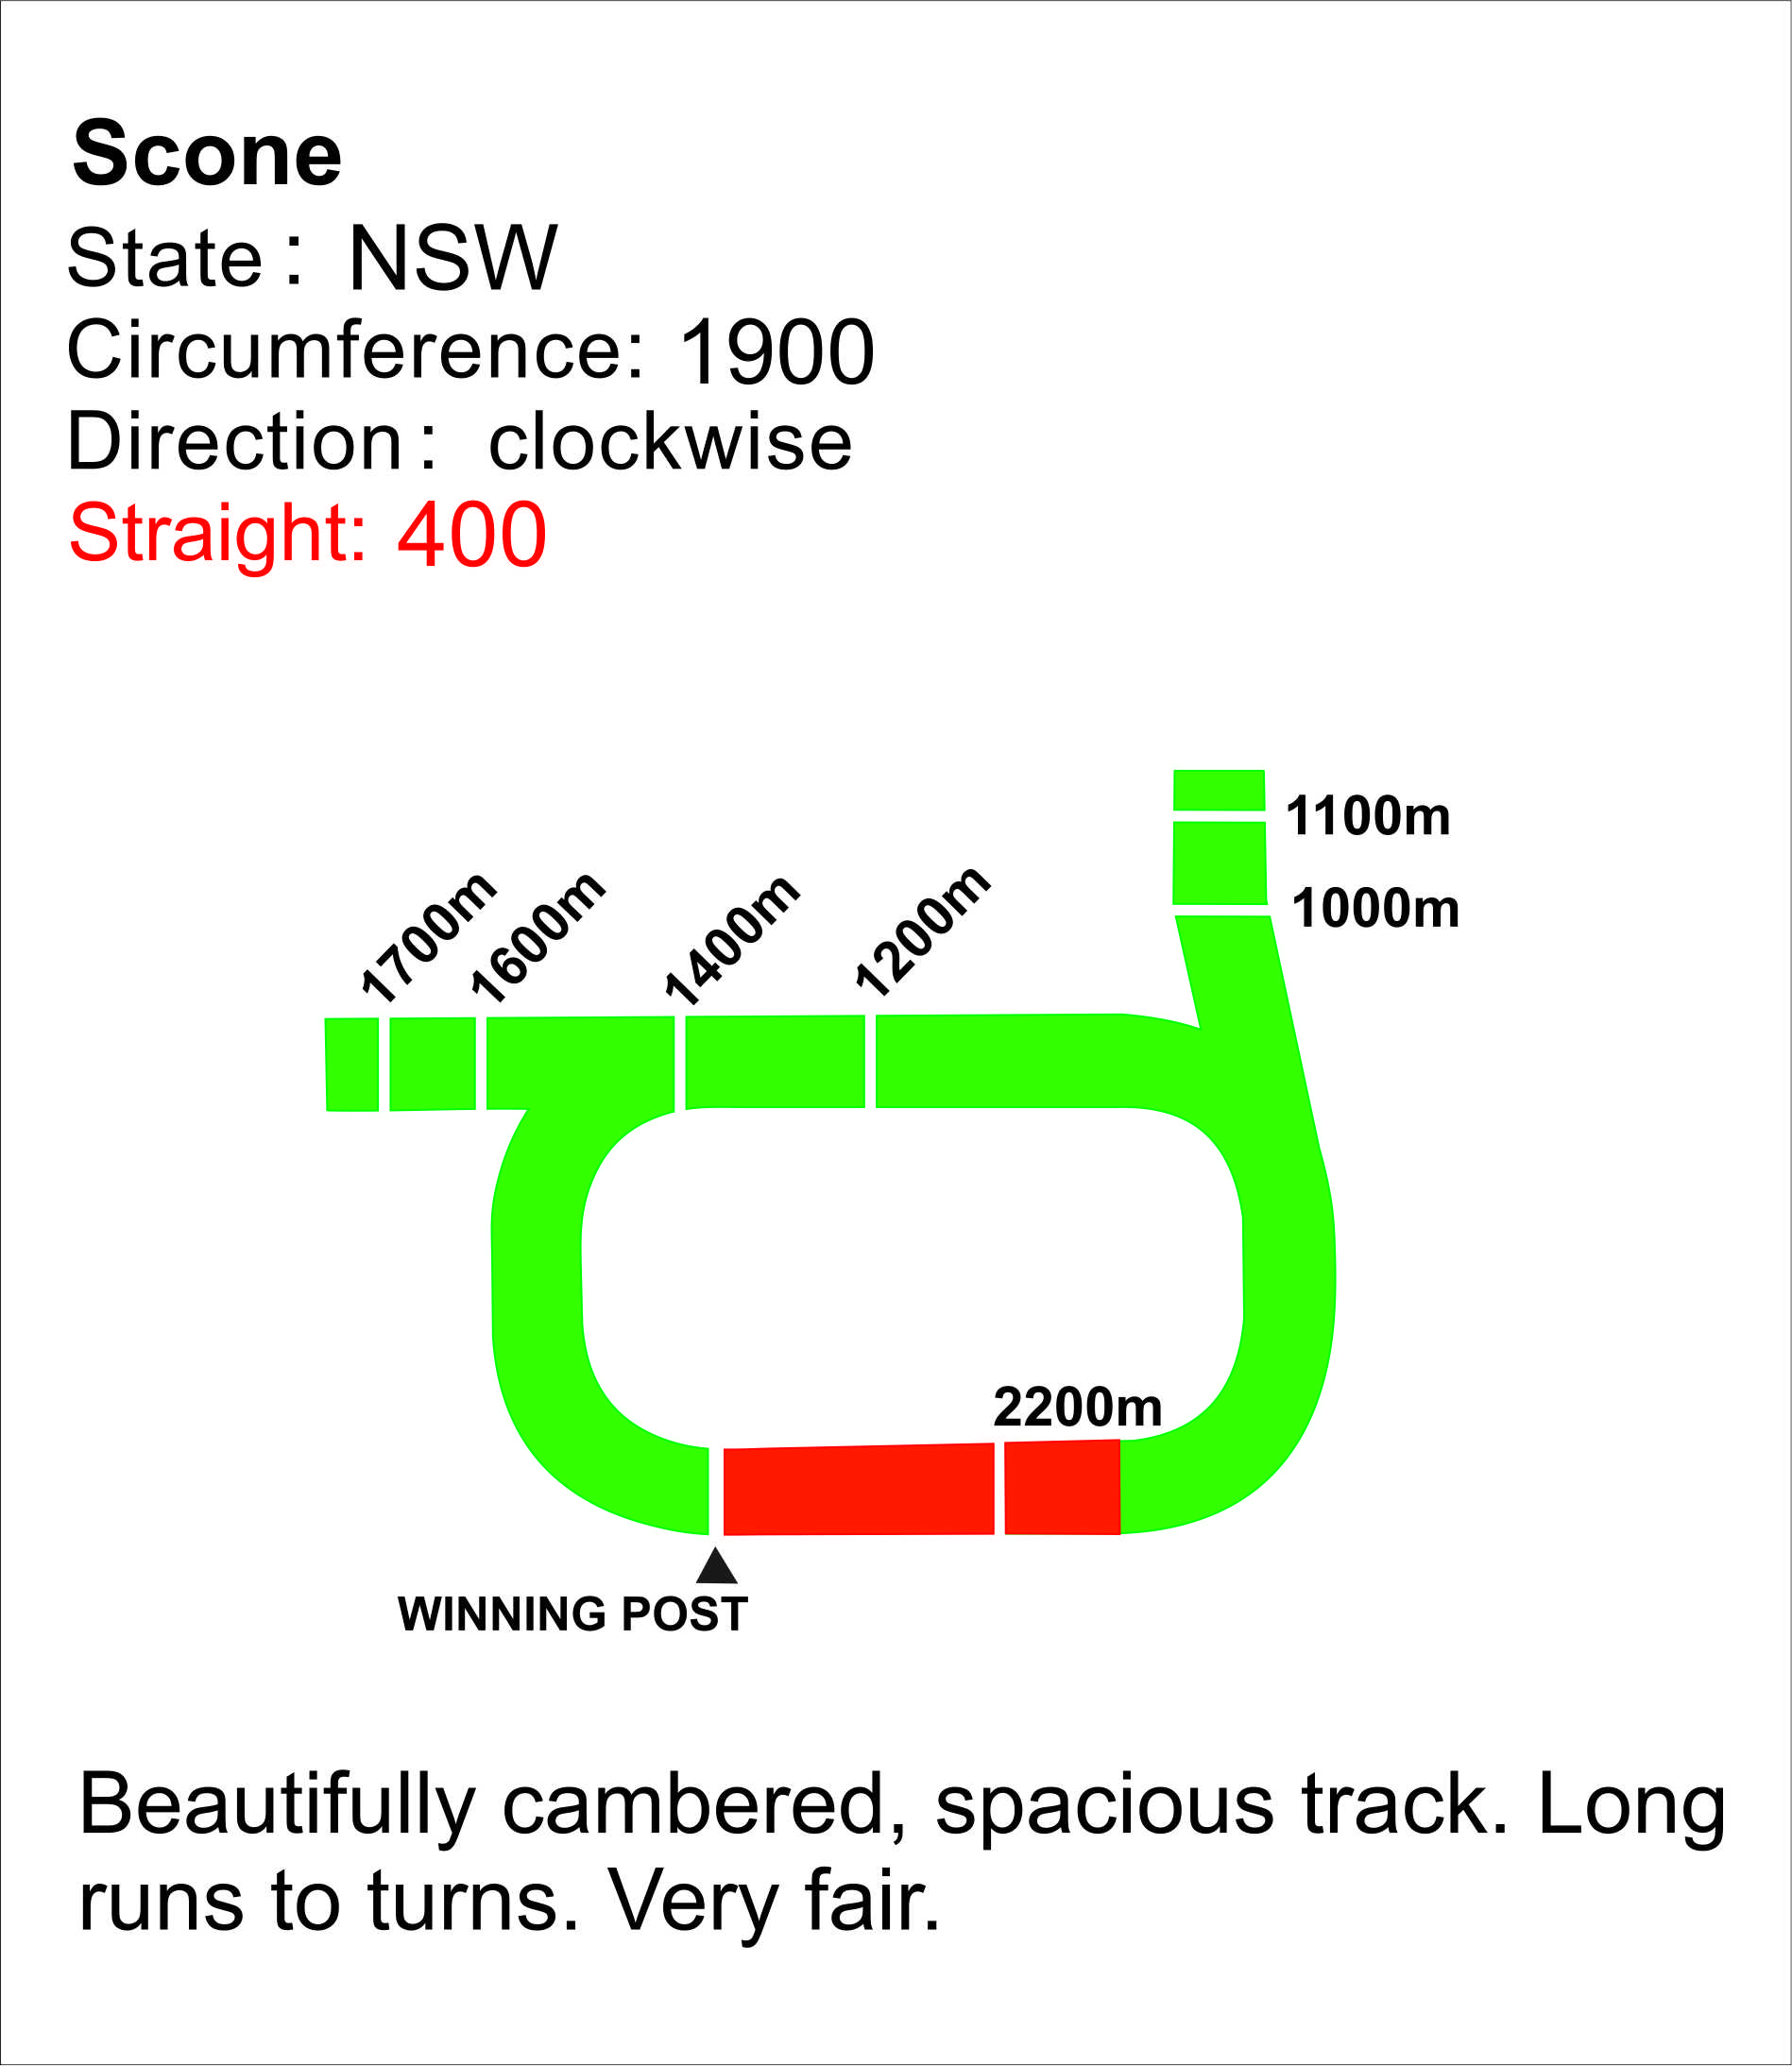 Scone
State : NSW
Circumference: 1900
Direction : clockwise
Straight: 400
1100m
1000m
1700m
1600m
1400m
1200m
2200m
WINNING POST
Beautifully cambered, spacious track. Long
runs to turns. Very fair.